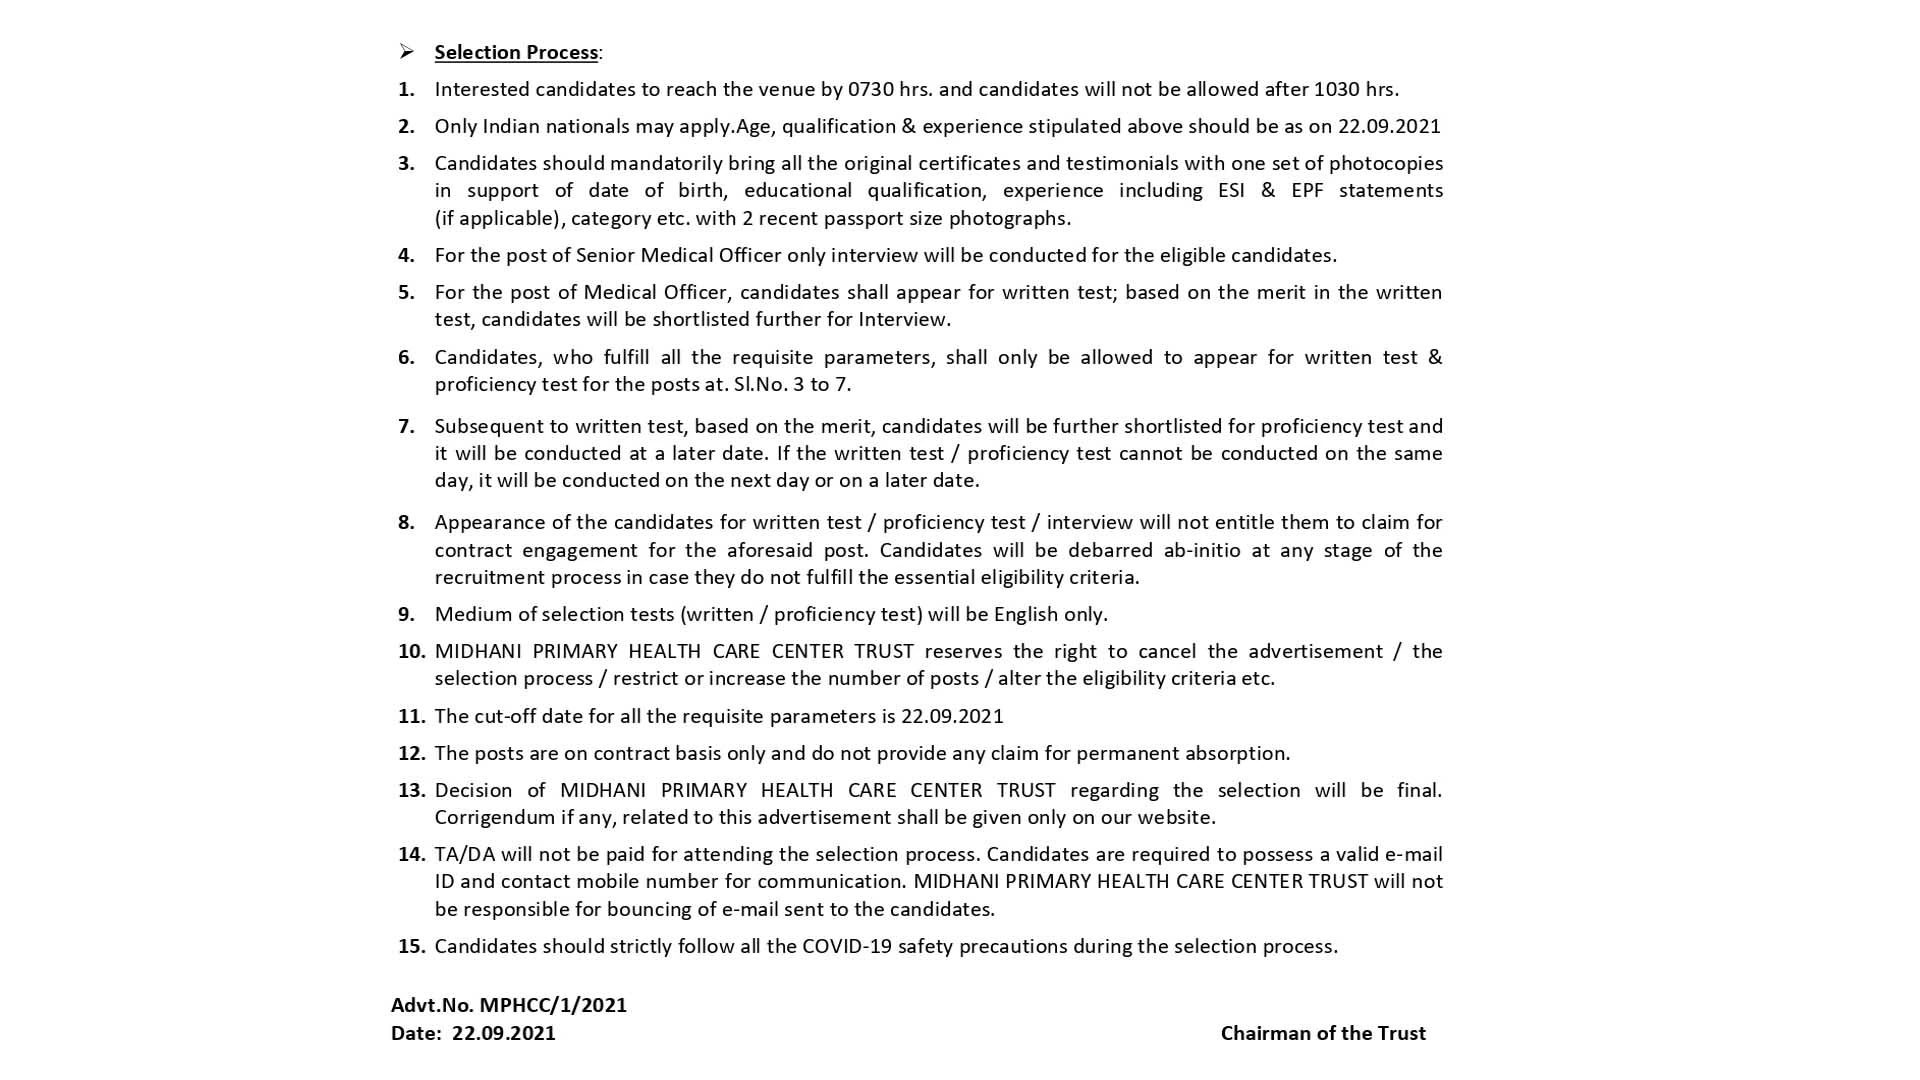 ➢ Selection Process:
1. Interested candidates to reach the venue by 0730 hrs. and candidates will not be allowed after 1030 hrs.
2. Only Indian nationals may apply.Age, qualification & experience stipulated above should be as on 22.09.2021
3. Candidates should mandatorily bring all the original certificates and testimonials with one set of photocopies
in support of date of birth, educational qualification, experience including ESI & EPF statements
(if applicable), category etc. with 2 recent passport size photographs.
4. For the post of Senior Medical Officer only interview will be conducted for the eligible candidates.
5. For the post of Medical Officer, candidates shall appear for written test; based on the merit in the written
test, candidates will be shortlisted further for Interview.
6. Candidates, who fulfill all the requisite parameters, shall only be allowed to appear for written test &
proficiency test for the posts at. Sl.No. 3 to 7.
7. Subsequent to written test, based on the merit, candidates will be further shortlisted for proficiency test and
it will be conducted at a later date. If the written test / proficiency test cannot be conducted on the same
day, it will be conducted on the next day or on a later date.
8. Appearance of the candidates for written test / proficiency test / interview will not entitle them to claim for
contract engagement for the aforesaid post. Candidates will be debarred ab-initio at any stage of the
recruitment process in case they do not fulfill the essential eligibility criteria.
9. Medium of selection tests (written / proficiency test) will be English only.
10. MIDHANI PRIMARY HEALTH CARE CENTER TRUST reserves the right to cancel the advertisement / the
selection process / restrict or increase the number of posts / alter the eligibility criteria etc.
11. The cut-off date for all the requisite parameters is 22.09.2021
12. The posts are on contract basis only and do not provide any claim for permanent absorption.
13. Decision of MIDHANI PRIMARY HEALTH CARE CENTER TRUST regarding the selection will be final.
Corrigendum if any, related to this advertisement shall be given only on our website.
14. TA/DA will not be paid for attending the selection process. Candidates are required to possess a valid e-mail
ID and contact mobile number for communication. MIDHANI PRIMARY HEALTH CARE CENTER TRUST will not
be responsible for bouncing of e-mail sent to the candidates.
15. Candidates should strictly follow all the COVID-19 safety precautions during the selection process.
Advt.No. MPHCC/1/2021
Date: 22.09.2021 Chairman of the Trust